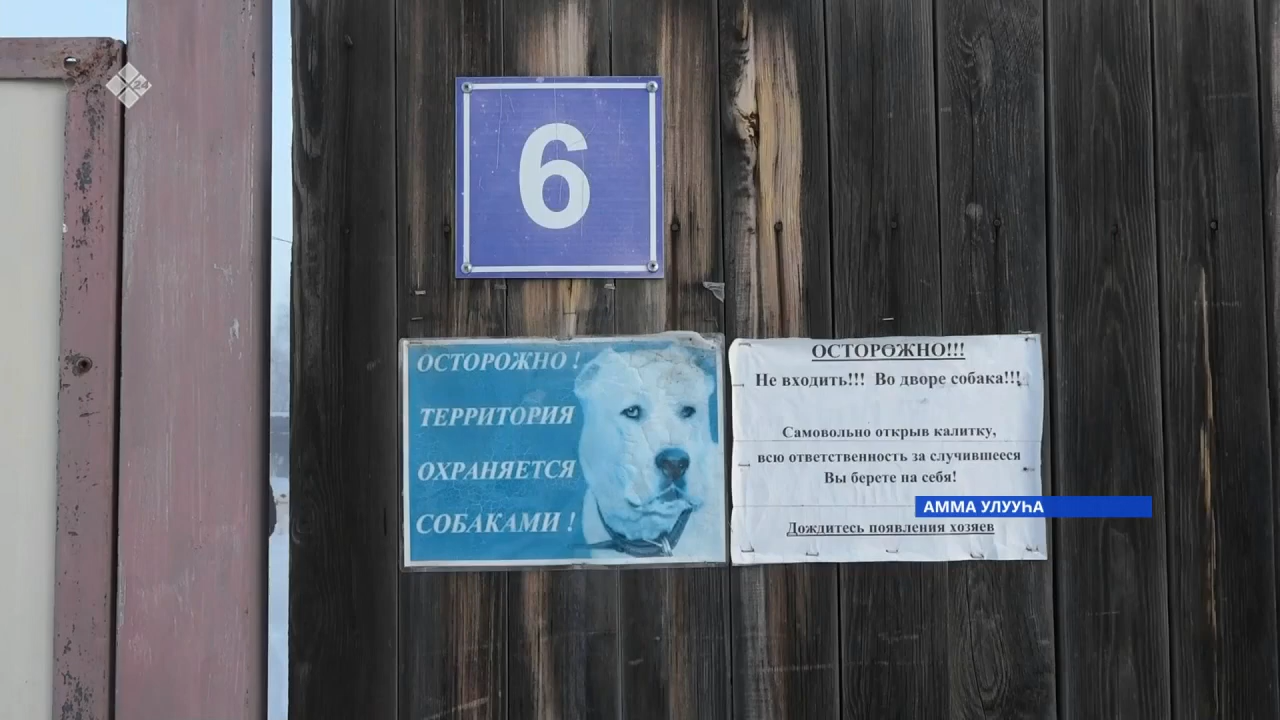 24
6
ОСТОРОЖНО !
ТЕРРИТОРИЯ
ОХРАНЯЕТСЯ
СОБАКАМИ !
ОСТОРОЖНО!!!
Не входить!!! Во дворе собака!!!
Самовольно открыв калитку,
всю ответственность за случившееся
Вы берете на себя!
Дождитесь появления хозяев
АММА УЛУУҺА